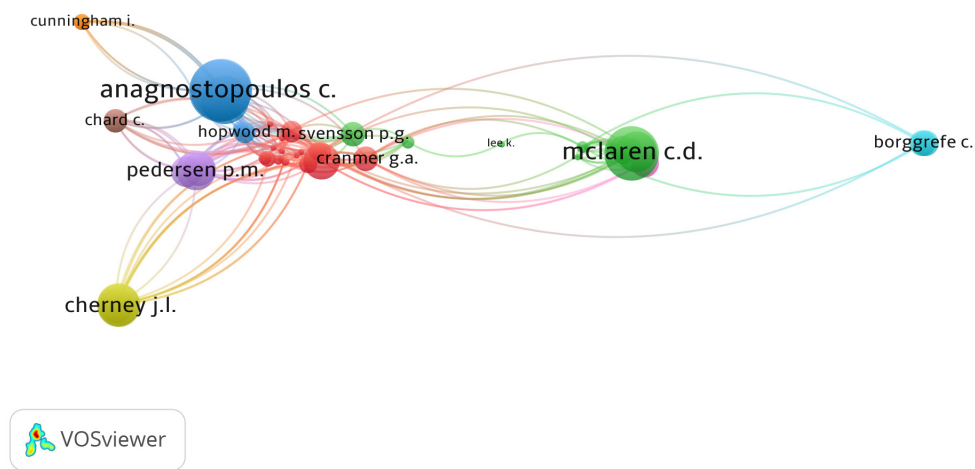 cunningham i.
anagnostopoulos c.
chard c.
hopwood m.
svensson p.g.
lee k.
borggrefe c.
mclaren c.d.
cranmer g.a.
pedersen p.m.
cherney j.l.
VOSviewer